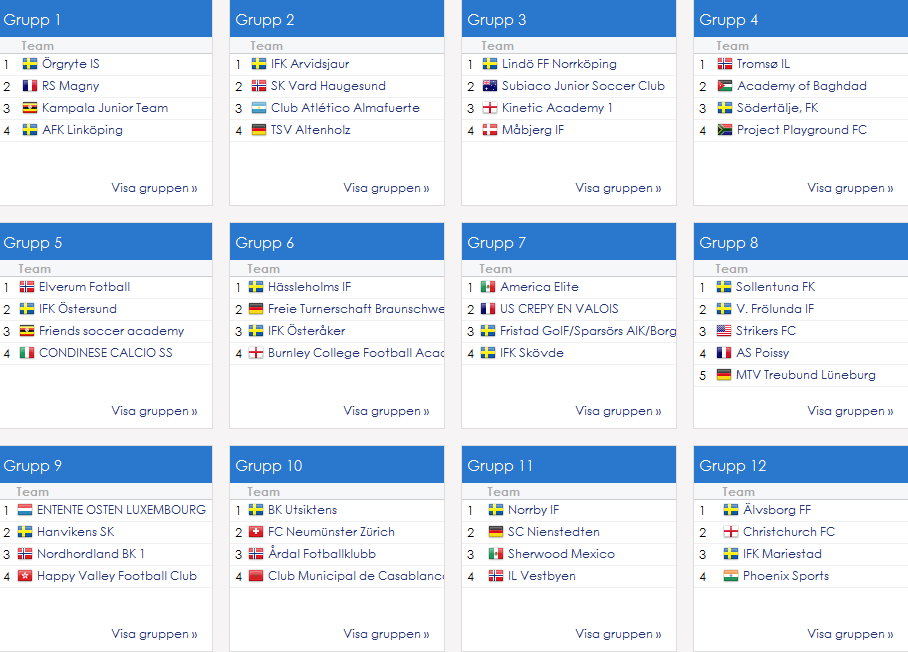 Grupp 1
Team
1 Örgryte IS
2 RS Magny
3 Kampala Junior Team
4 AFK Linköping
Visa gruppen »
Grupp 2
Team
1 IFK Arvidsjaur
2 SK Vard Haugesund
3 Club Atlético Almafuerte
4 TSV Altenholz
Visa gruppen »
Grupp 3
Team
1 Lindö FF Norrköping
2 Subiaco Junior Soccer Club
3 Kinetic Academy 1
4 Måbjerg IF
Visa gruppen »
Grupp 4
Team
1 Tromsø IL
2 Academy of Baghdad
3 Södertälje, FK
4 Project Playground FC
Visa gruppen »
Grupp 5
Team
1 Elverum Fotball
2 IFK Östersund
3 Friends soccer academy
4 CONDINESE CALCIO SS
Visa gruppen »
Grupp 6
Team
1 Hässleholms IF
2 Freie Turnerschaft Braunschwe
3 IFK Österåker
4 Burnley College Football Acac
Visa gruppen »
Grupp 7
Team
1 America Elite
2 US CREPY EN VALOIS
3 Fristad GoIF/Sparsörs AIK/Borg
4 IFK Skövde
Visa gruppen »
Grupp 8
Team
1 Sollentuna FK
2 V. Frölunda IF
3 Strikers FC
4 AS Poissy
5 MTV Treubund Lüneburg
Visa gruppen »
Grupp 9
Team
1 ENTENTE OSTEN LUXEMBOURG
2 Hanvikens SK
3 Nordhordland BK 1
4 Happy Valley Football Club
Visa gruppen »
Grupp 10
Team
1 BK Utsiktens
2 FC Neumünster Zürich
3 Årdal Fotballklubb
4 Club Municipal de Casablanc
Visa gruppen »
Grupp 11
Team
1 Norrby IF
2 SC Nienstedten
3 Sherwood Mexico
4 IL Vestbyen
Visa gruppen »
Grupp 12
Team
1 Älvsborg FF
2 Christchurch FC
3 IFK Mariestad
4 Phoenix Sports
Visa gruppen »